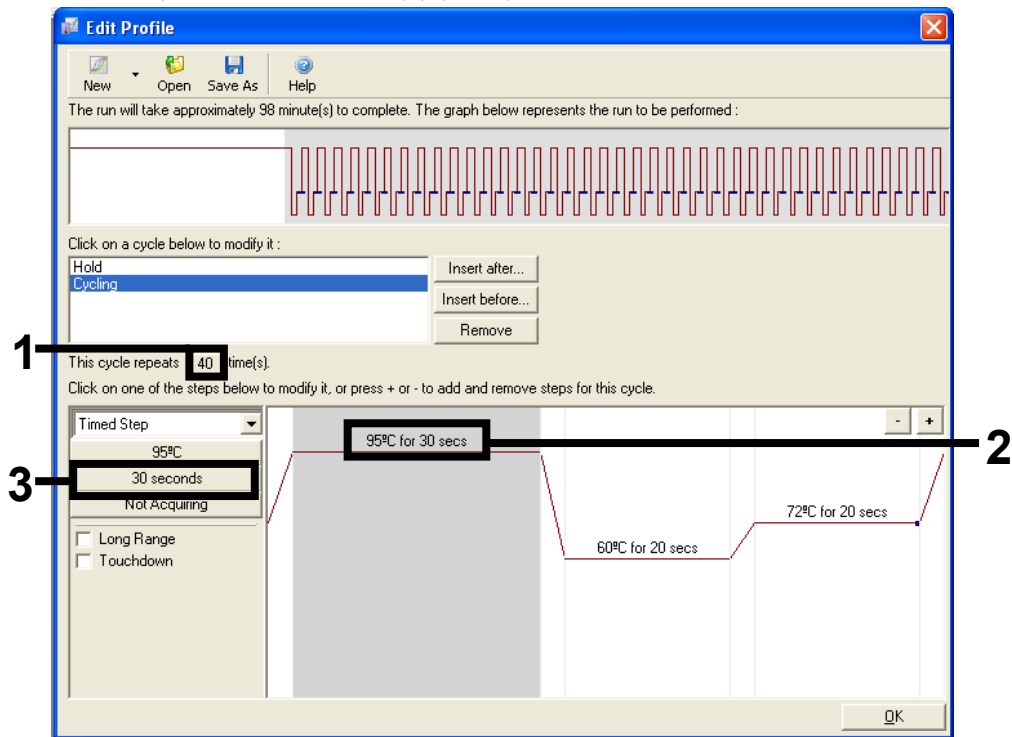 Edit Profile
New Open Save As Help
The run will take approximately 98 minute(s) to complete. The graph below represents the run to be performed :
Click on a cycle below to modify it :
Hold
Cycling
Insert after...
Insert before...
Remove
1
This cycle repeats 40 time(s).
Click on one of the steps below to modify it, or press + or - to add and remove steps for this cycle.
Timed Step
- +
95ºC for 30 secs
2
95ºC
3
30 seconds
Not Acquiring
72ºC for 20 secs
Long Range
60ºC for 20 secs
Touchdown
OK